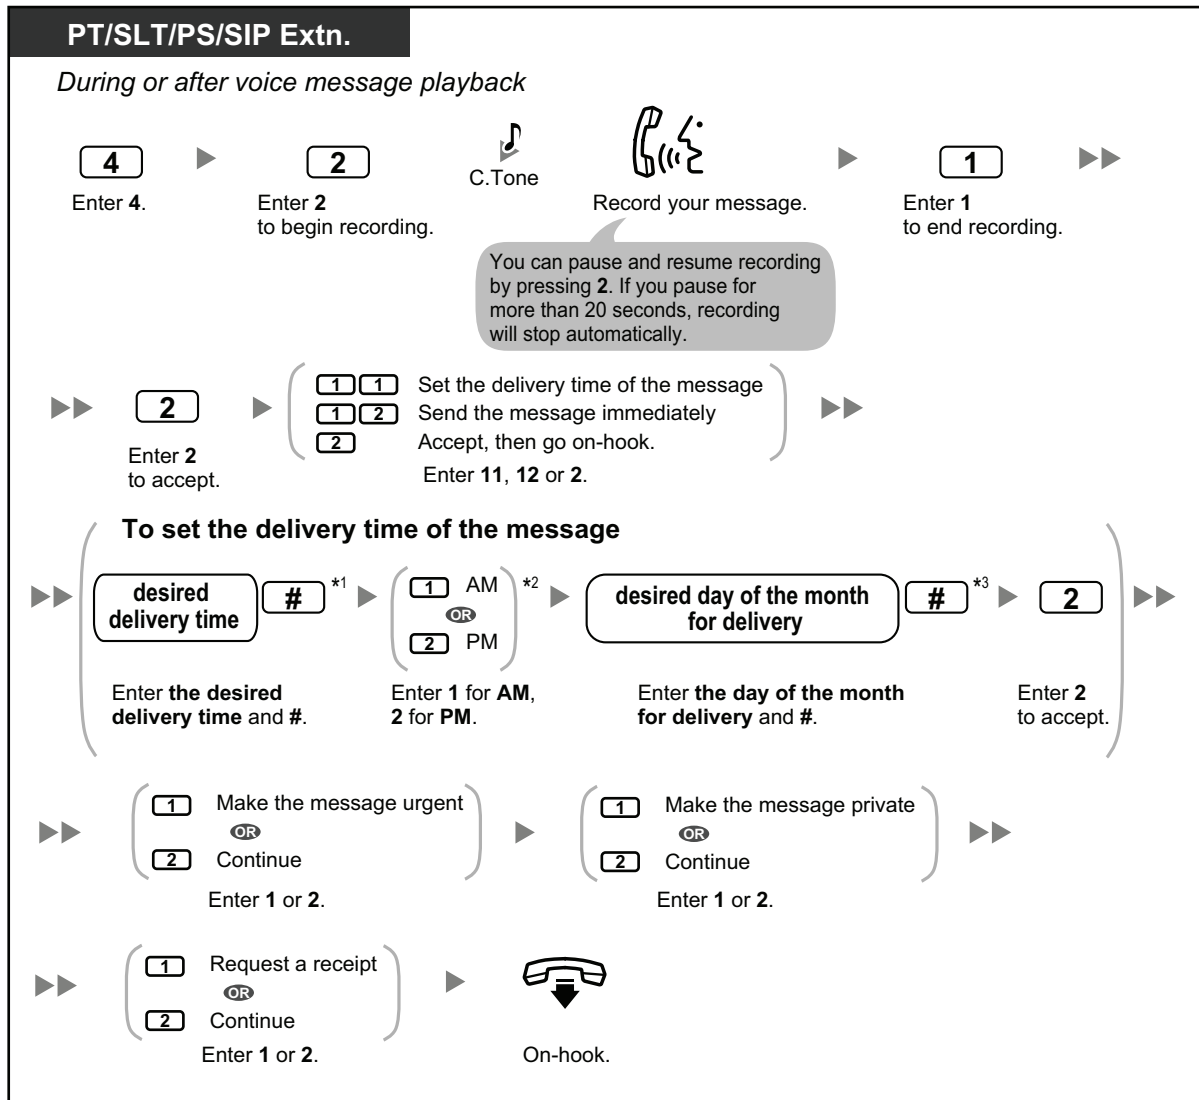 PT/SLT/PS/SIP Extn.
During or after voice message playback
4
2
C.Tone
1
Enter 4.
Enter 2
to begin recording.
Record your message.
Enter 1
to end recording.
You can pause and resume recording
by pressing 2. If you pause for
more than 20 seconds, recording
will stop automatically.
2
Enter 2
to accept.
1 1 Set the delivery time of the message
1 2 Send the message immediately
2 Accept, then go on-hook.
Enter 11, 12 or 2.
To set the delivery time of the message
desired
delivery time
# *1
1 AM
OR
2 PM
*2
desired day of the month
for delivery
# *3
2
Enter the desired
delivery time and #.
Enter 1 for AM,
2 for PM.
Enter the day of the month
for delivery and #.
Enter 2
to accept.
1 Make the message urgent
OR
2 Continue
Enter 1 or 2.
1 Make the message private
OR
2 Continue
Enter 1 or 2.
1 Request a receipt
OR
2 Continue
Enter 1 or 2.
On-hook.